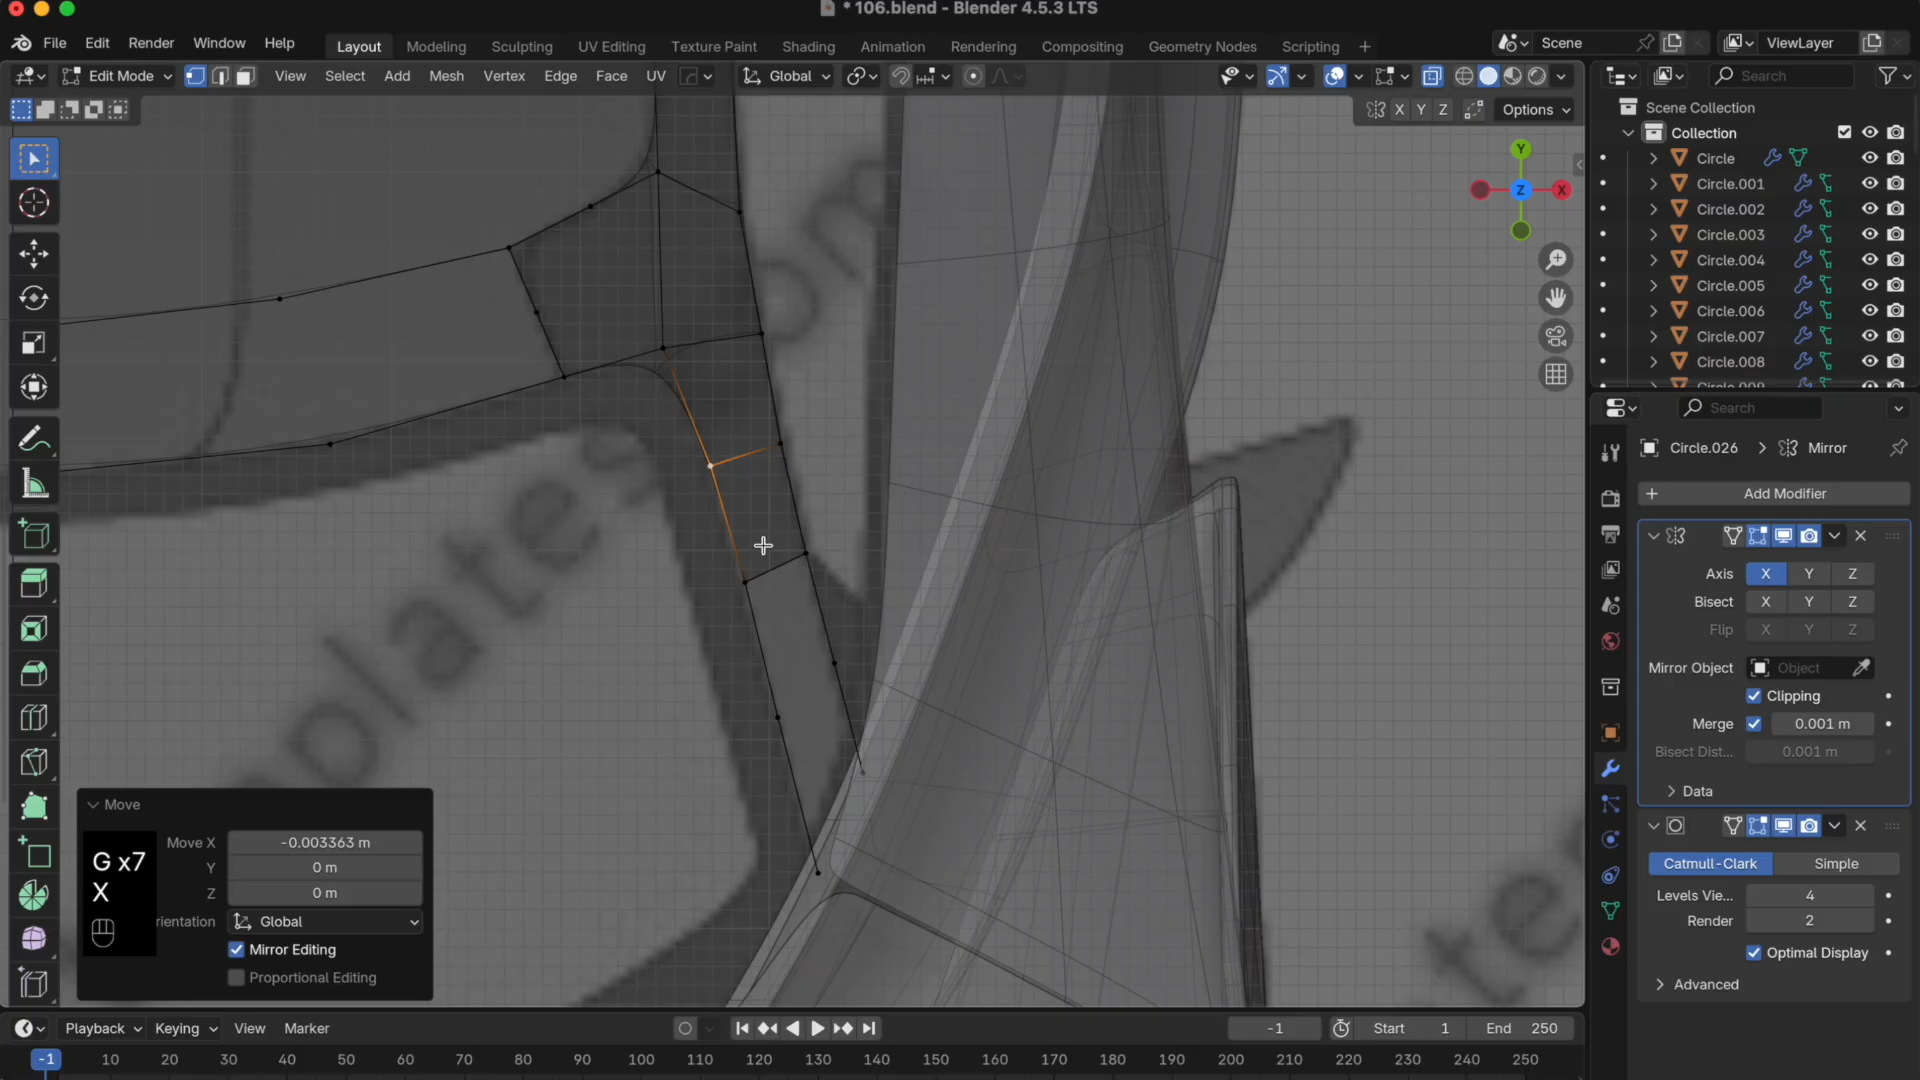 * 106.blend - Blender 4.5.3 LTS
File Edit Render Window Help Layout Modeling Sculpting UV Editing Texture Paint Shading Animation Rendering Compositing Geometry Nodes Scripting + Scene ViewLayer
Edit Mode View Select Add Mesh Vertex Edge Face UV Global Search
X Y Z Options
Scene Collection
Collection
Circle
Circle.001
Circle.002
Circle.003
Circle.004
Circle.005
Circle.006
Circle.007
Circle.008
Circle.009
Y
Z X
Search
Circle.026 > Mirror
+ Add Modifier
Axis X Y Z
Bisect X Y Z
Flip X Y Z
Mirror Object Object
Clipping
Merge 0.001 m
Bisect Dist... 0.001 m
Data
Catmull-Clark Simple
Levels Vie... 4
Render 2
Optimal Display
Advanced
plate
Move
Move X -0.003363 m
Y 0 m
Z 0 m
rientation Global
Mirror Editing
Proportional Editing
G x7
X
Playback Keying View Marker -1 Start 1 End 250
-1 10 20 30 40 50 60 70 80 90 100 110 120 130 140 150 160 170 180 190 200 210 220 230 240 250